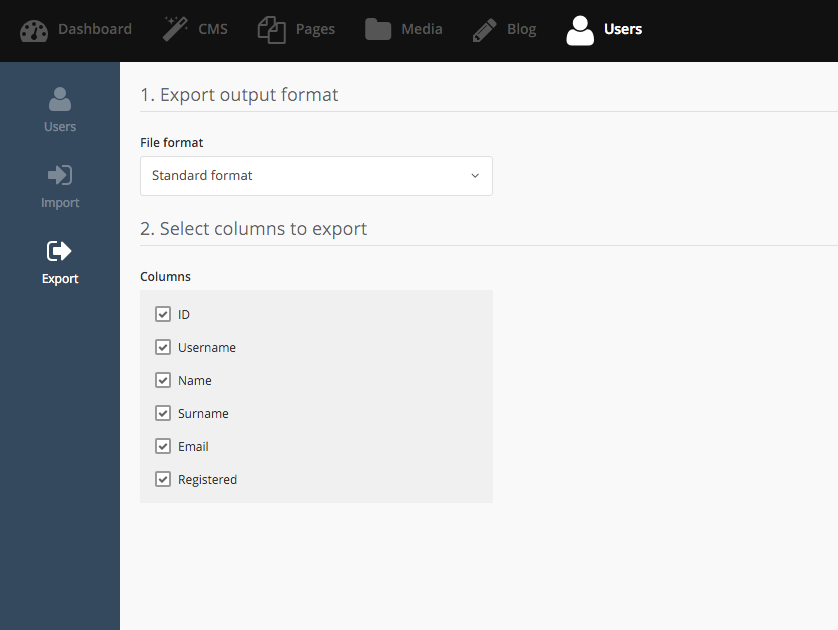 Dashboard CMS Pages Media Blog Users
Users
Import
Export
1. Export output format
File format
Standard format
2. Select columns to export
Columns
ID
Username
Name
Surname
Email
Registered